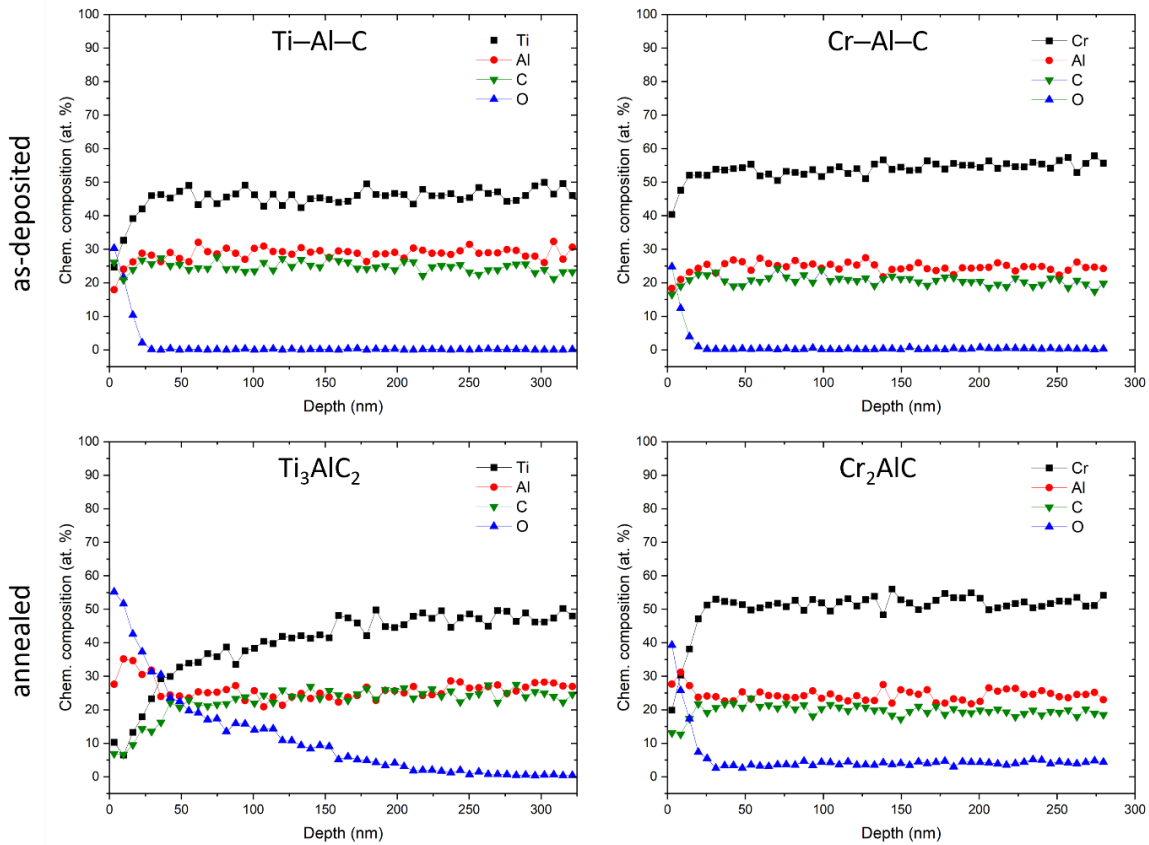 as-deposited
Ti–Al–C
Chem. composition (at. %)
100
90
80
70
60
50
40
30
20
10
0
Ti
Al
C
O
0
50
100
150
200
250
300
Depth (nm)
Cr–Al–C
Chem. composition (at. %)
100
90
80
70
60
50
40
30
20
10
0
Cr
Al
C
O
0
50
100
150
200
250
300
Depth (nm)
annealed
Ti₃AlC₂
Chem. composition (at. %)
100
90
80
70
60
50
40
30
20
10
0
Ti
Al
C
O
0
50
100
150
200
250
300
Depth (nm)
Cr₂AlC
Chem. composition (at. %)
100
90
80
70
60
50
40
30
20
10
0
Cr
Al
C
O
0
50
100
150
200
250
300
Depth (nm)